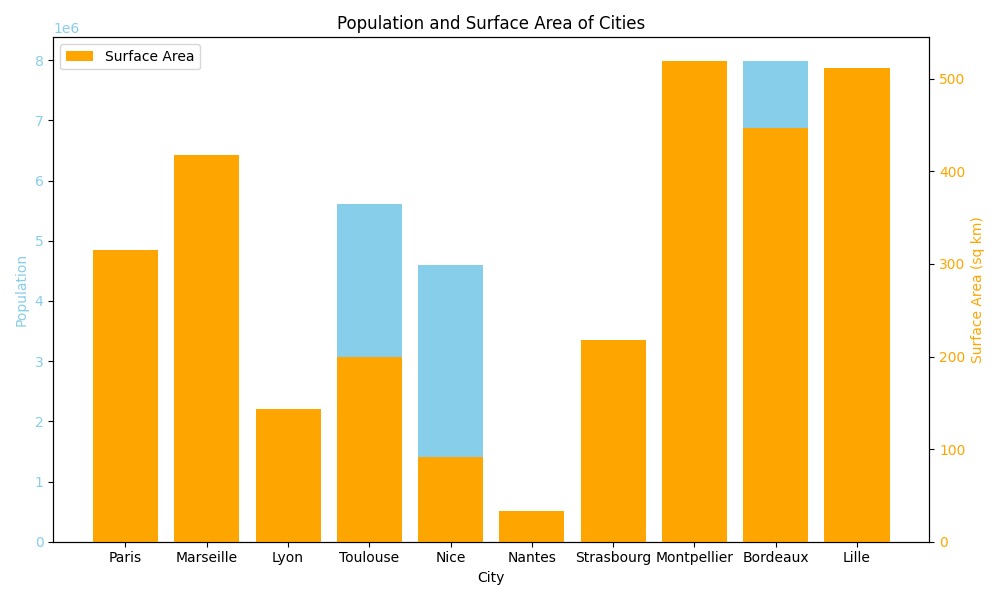 Population and Surface Area of Cities
1e6
Surface Area
8
7
6
5
4
3
2
1
0
Population
500
400
300
200
100
0
Surface Area (sq km)
Paris Marseille Lyon Toulouse Nice Nantes Strasbourg Montpellier Bordeaux Lille
City